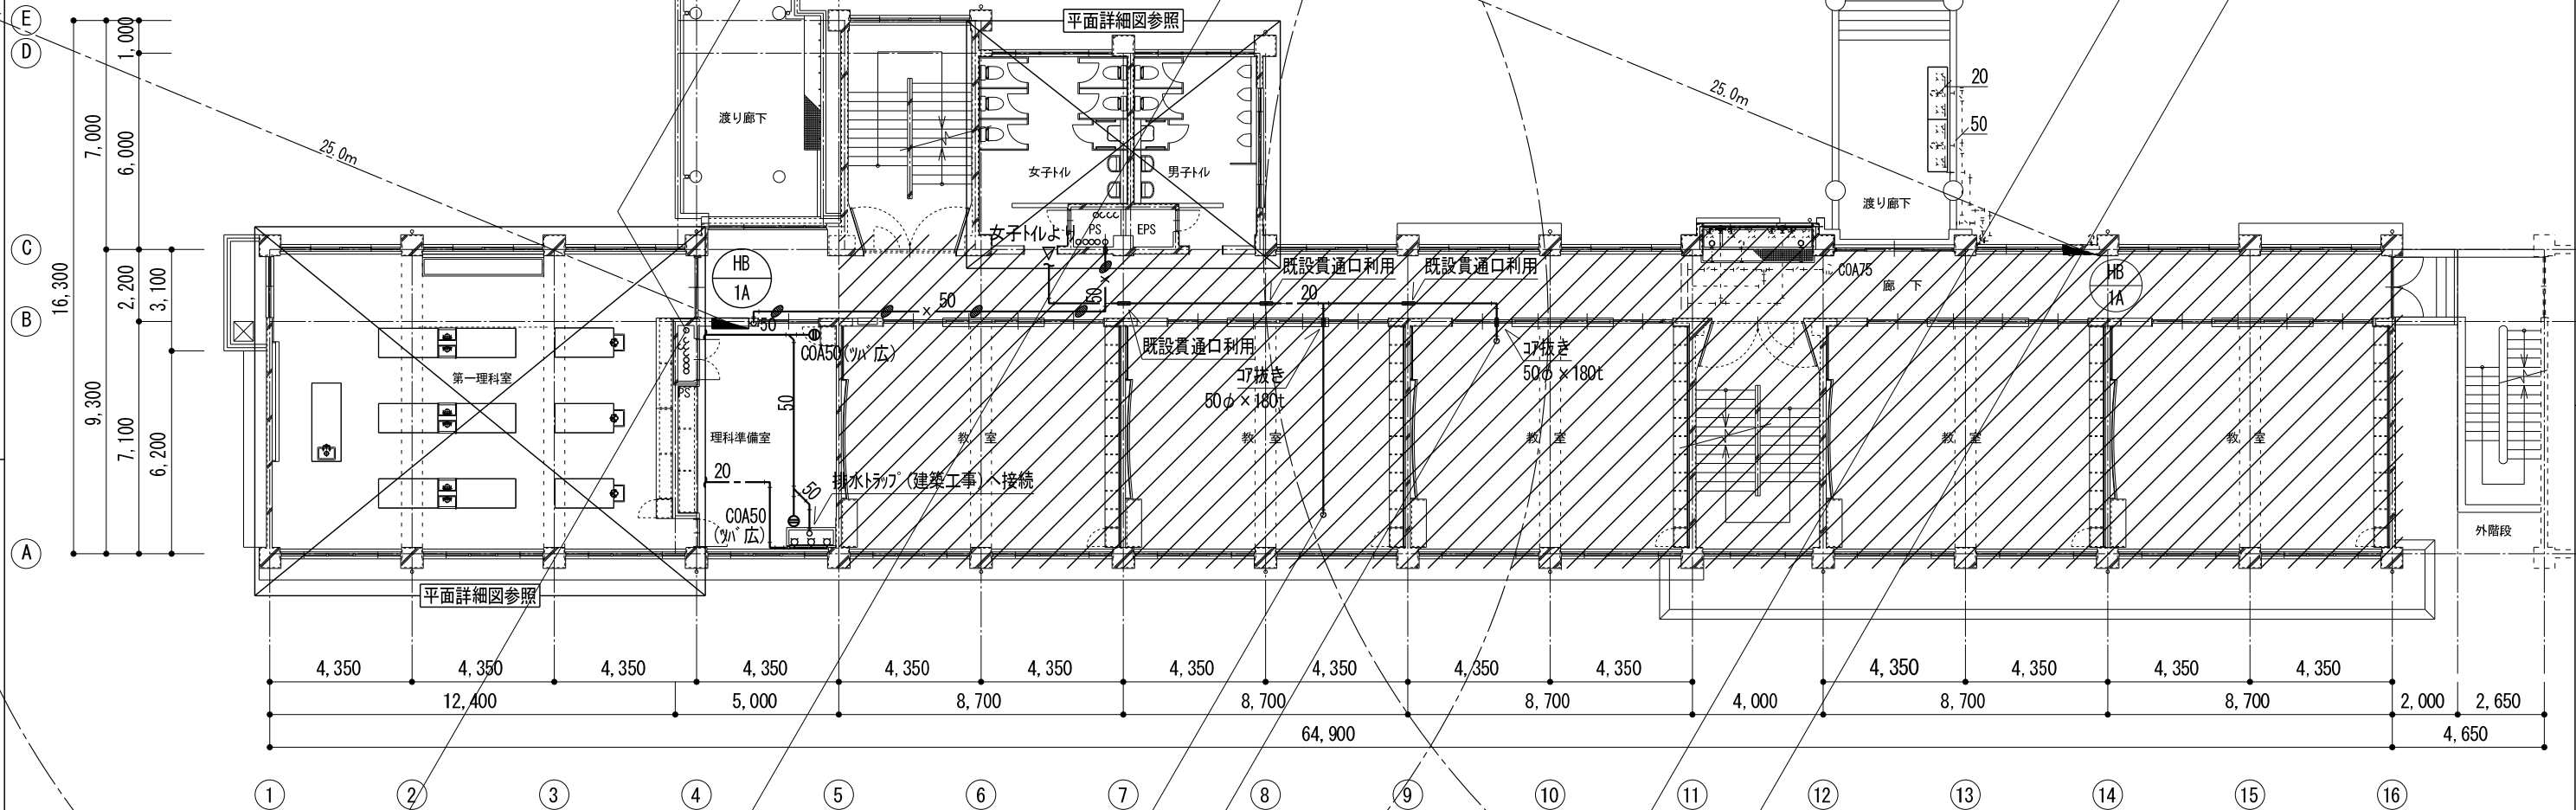 E
D
C
B
A
1,000
7,000
6,000
16,300
2,200
3,100
9,300
7,100
6,200
平面詳細図参照
25.0m
25.0m
20
50
渡り廊下
女子トイレ
男子トイレ
渡り廊下
PS
EPS
女子トイレより
HB
1A
既設貫通口利用
既設貫通口利用
COA75
廊 下
HB
1A
50
50
20
50
COA50(ツバ広)
既設貫通口利用
コア抜き
50φ×180t
コア抜き
50φ×180t
第一理科室
PS
50
理科準備室
教 室
教 室
教 室
教 室
教 室
20
50
排水トラップ(建築工事)へ接続
COA50
(ツバ広)
外階段
平面詳細図参照
4,350
4,350
4,350
4,350
4,350
4,350
4,350
4,350
4,350
4,350
4,350
4,350
4,350
4,350
12,400
5,000
8,700
8,700
8,700
4,000
8,700
8,700
2,000
2,650
64,900
4,650
1
2
3
4
5
6
7
8
9
10
11
12
13
14
15
16